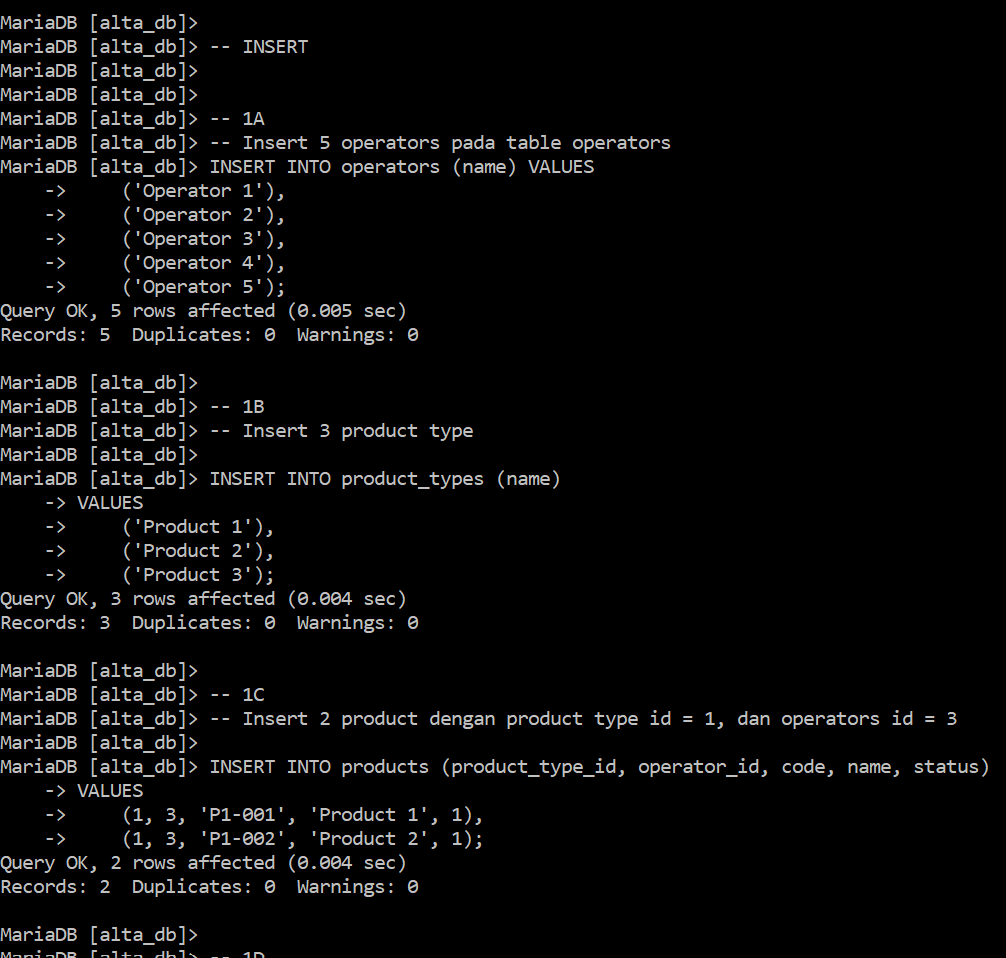 MariaDB [alta_db]>
MariaDB [alta_db]> -- INSERT
MariaDB [alta_db]>
MariaDB [alta_db]>
MariaDB [alta_db]> -- 1A
MariaDB [alta_db]> -- Insert 5 operators pada table operators
MariaDB [alta_db]> INSERT INTO operators (name) VALUES
    ->     ('Operator 1'),
    ->     ('Operator 2'),
    ->     ('Operator 3'),
    ->     ('Operator 4'),
    ->     ('Operator 5');
Query OK, 5 rows affected (0.005 sec)
Records: 5  Duplicates: 0  Warnings: 0

MariaDB [alta_db]>
MariaDB [alta_db]> -- 1B
MariaDB [alta_db]> -- Insert 3 product type
MariaDB [alta_db]>
MariaDB [alta_db]> INSERT INTO product_types (name)
    -> VALUES
    ->     ('Product 1'),
    ->     ('Product 2'),
    ->     ('Product 3');
Query OK, 3 rows affected (0.004 sec)
Records: 3  Duplicates: 0  Warnings: 0

MariaDB [alta_db]>
MariaDB [alta_db]> -- 1C
MariaDB [alta_db]> -- Insert 2 product dengan product type id = 1, dan operators id = 3
MariaDB [alta_db]>
MariaDB [alta_db]> INSERT INTO products (product_type_id, operator_id, code, name, status)
    -> VALUES
    ->     (1, 3, 'P1-001', 'Product 1', 1),
    ->     (1, 3, 'P1-002', 'Product 2', 1);
Query OK, 2 rows affected (0.004 sec)
Records: 2  Duplicates: 0  Warnings: 0

MariaDB [alta_db]>
MariaDB [alta_db]> -- 1D